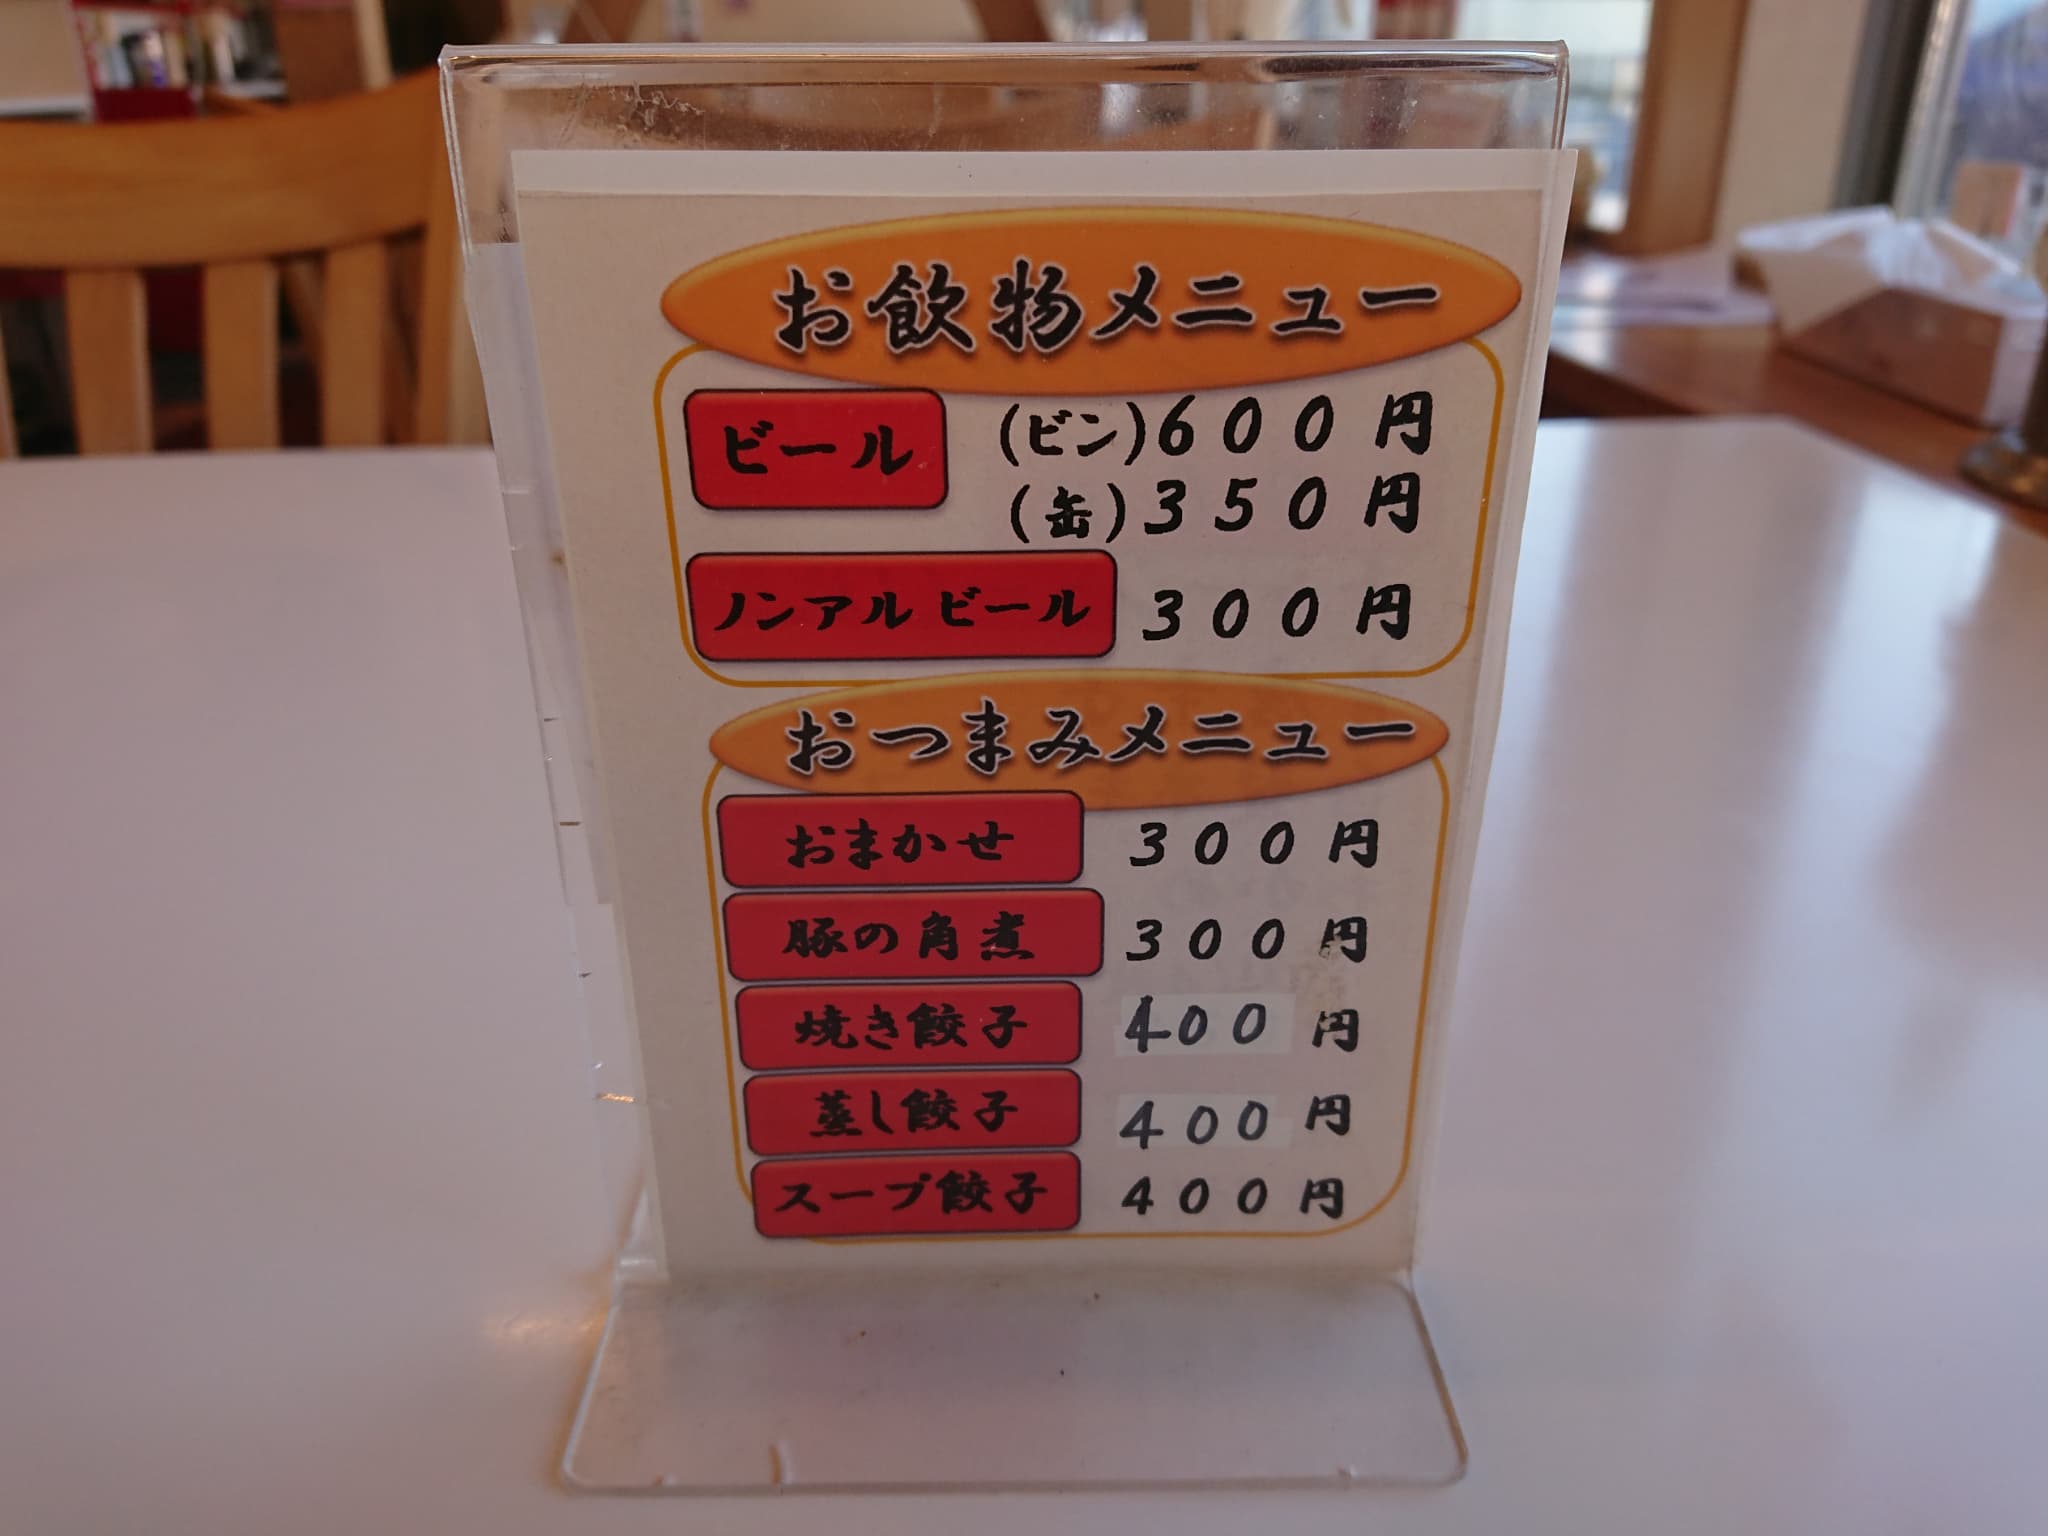 お飲物メニュー
ビール (ビン)600円
(缶)350円
ノンアルビール 300円
おつまみメニュー
おまかせ 300円
豚の角煮 300円
焼き餃子 400円
蒸し餃子 400円
スープ餃子 400円